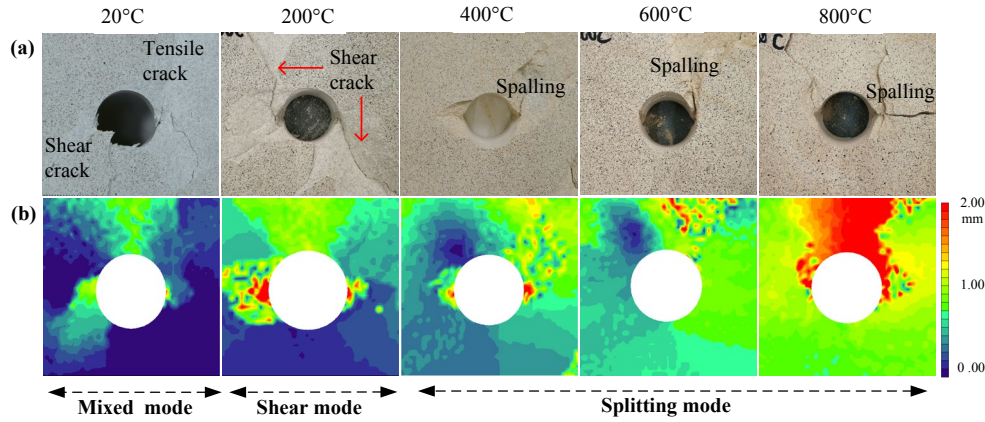 20°C 200°C 400°C 600°C 800°C
(a)
Tensile
crack
Shear
crack
Shear
crack
Spalling
Spalling
Spalling
C
(b)
2.00
mm
1.00
0 .00
Mixed mode Shear mode Splitting mode